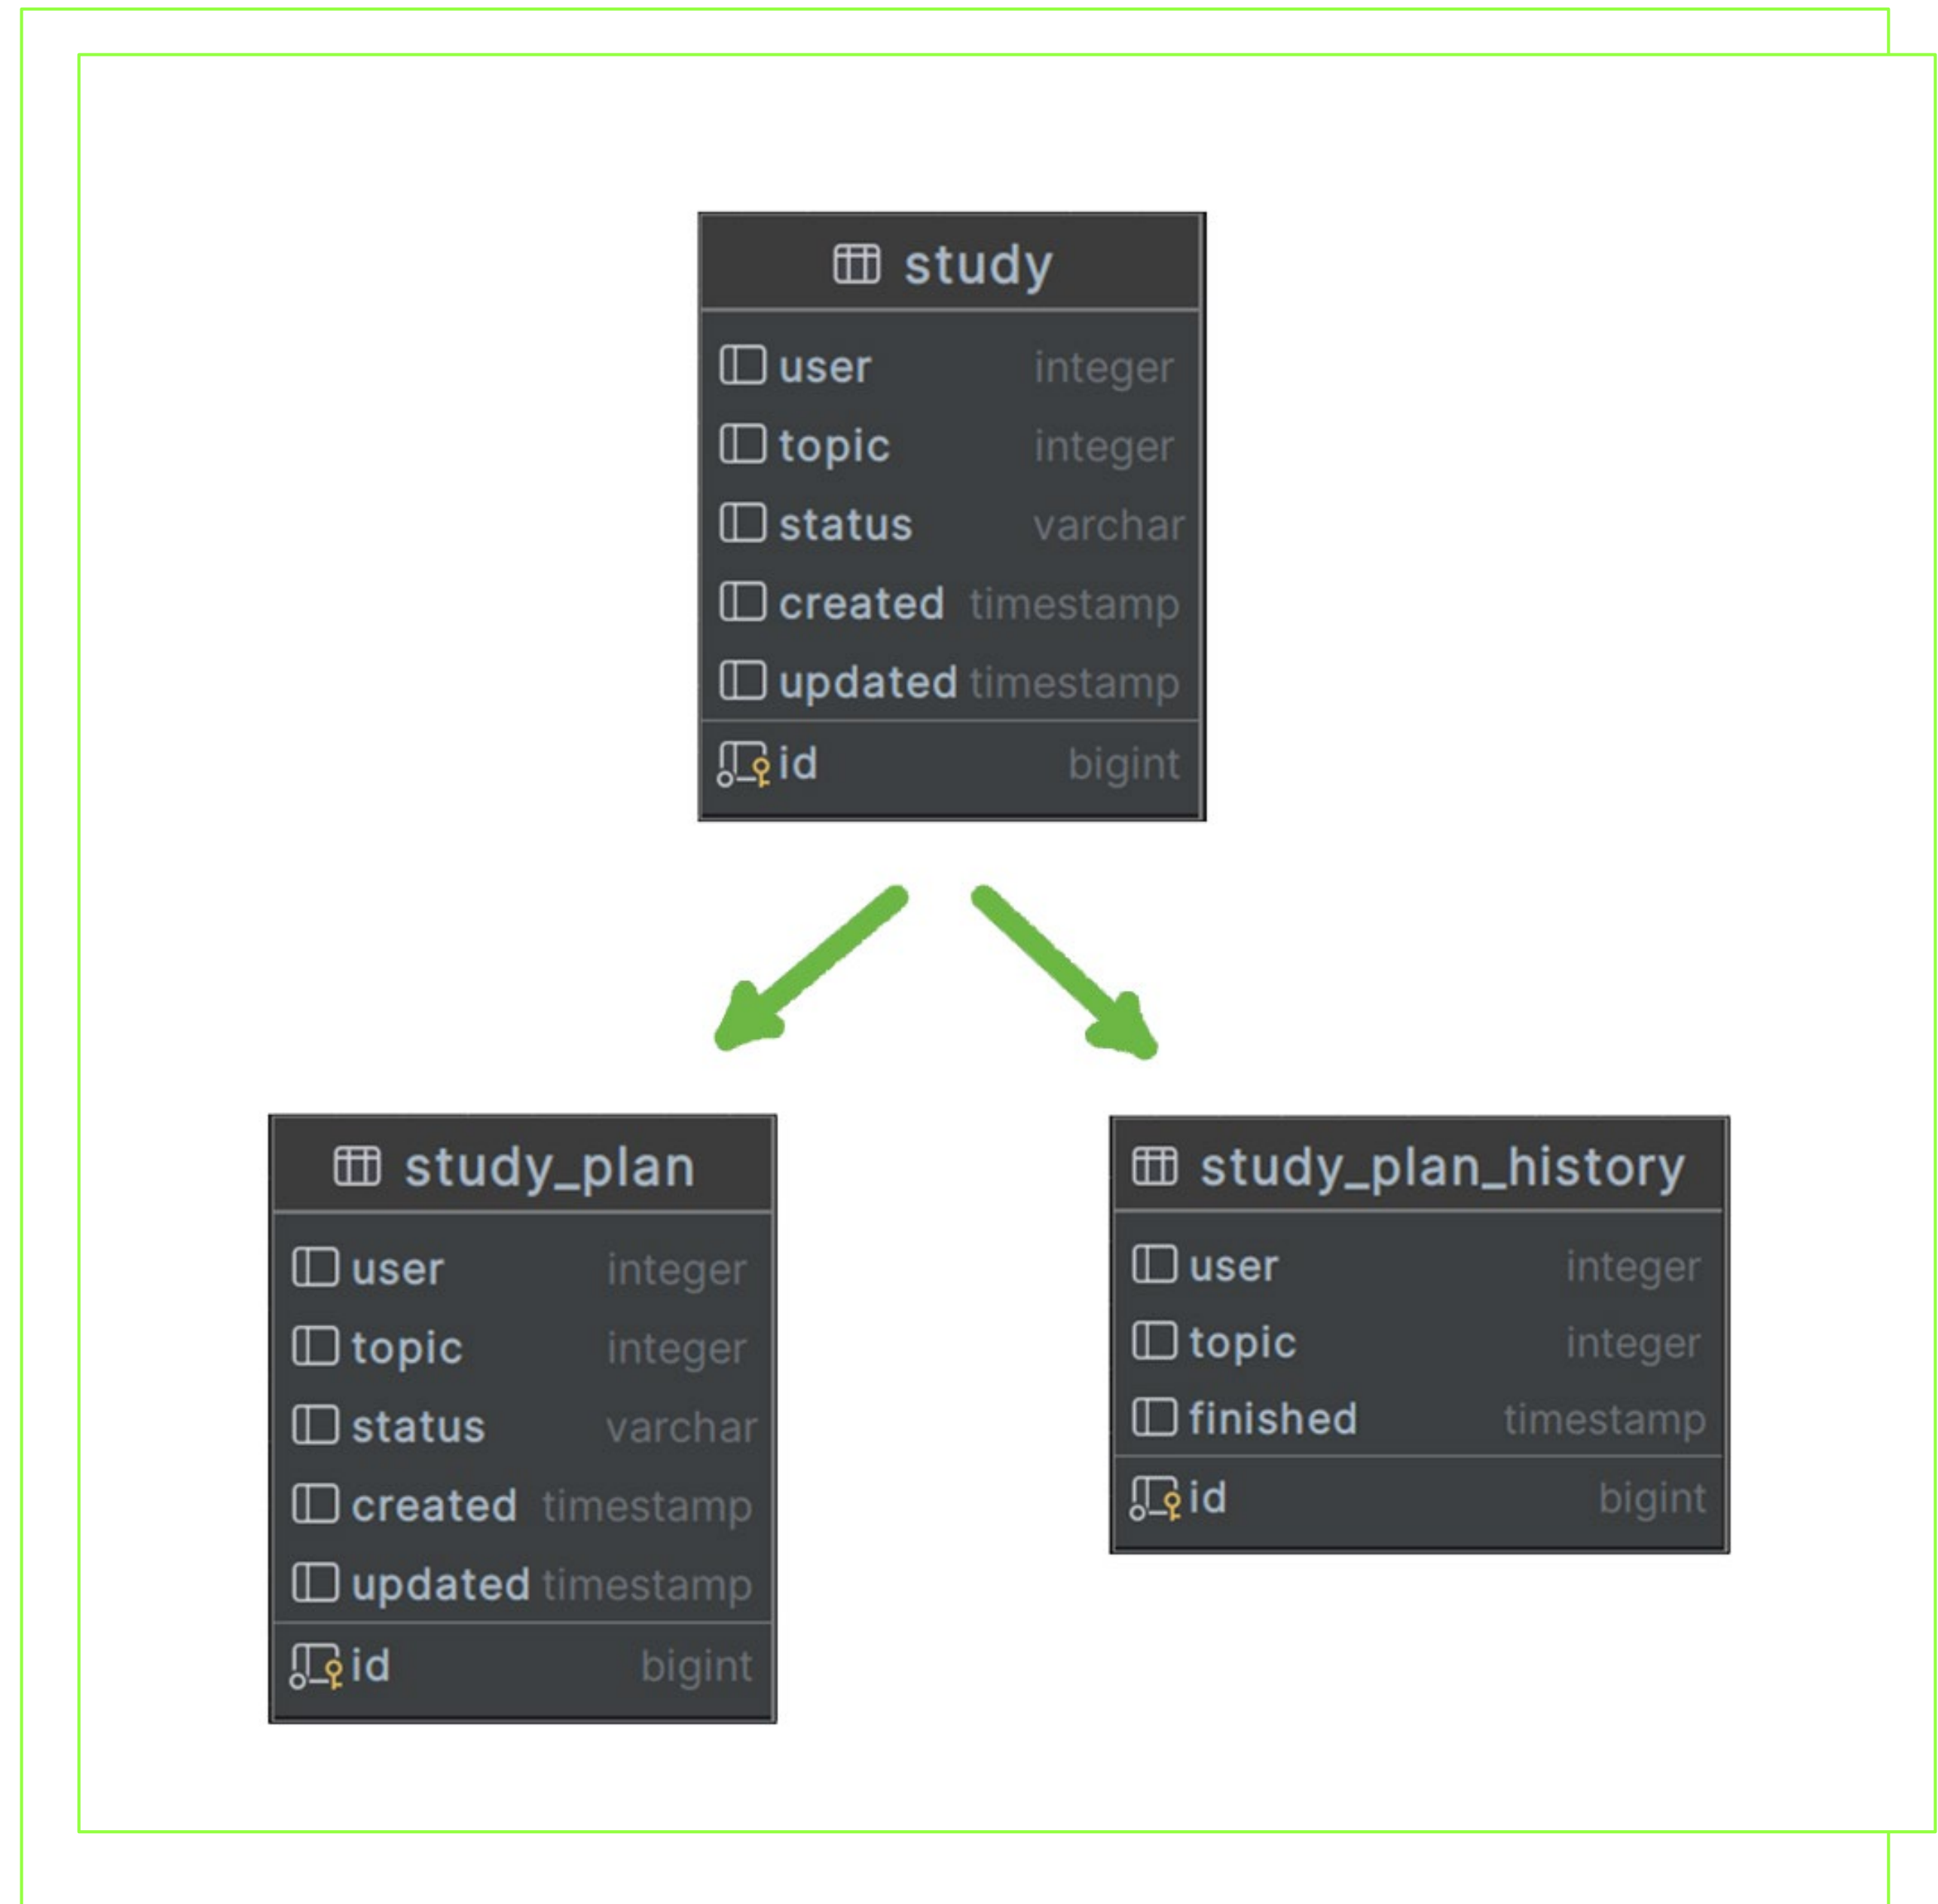 study
user integer
topic integer
status varchar
created timestamp
updated timestamp
id bigint
study_plan
user integer
topic integer
status varchar
created timestamp
updated timestamp
id bigint
study_plan_history
user integer
topic integer
finished timestamp
id bigint